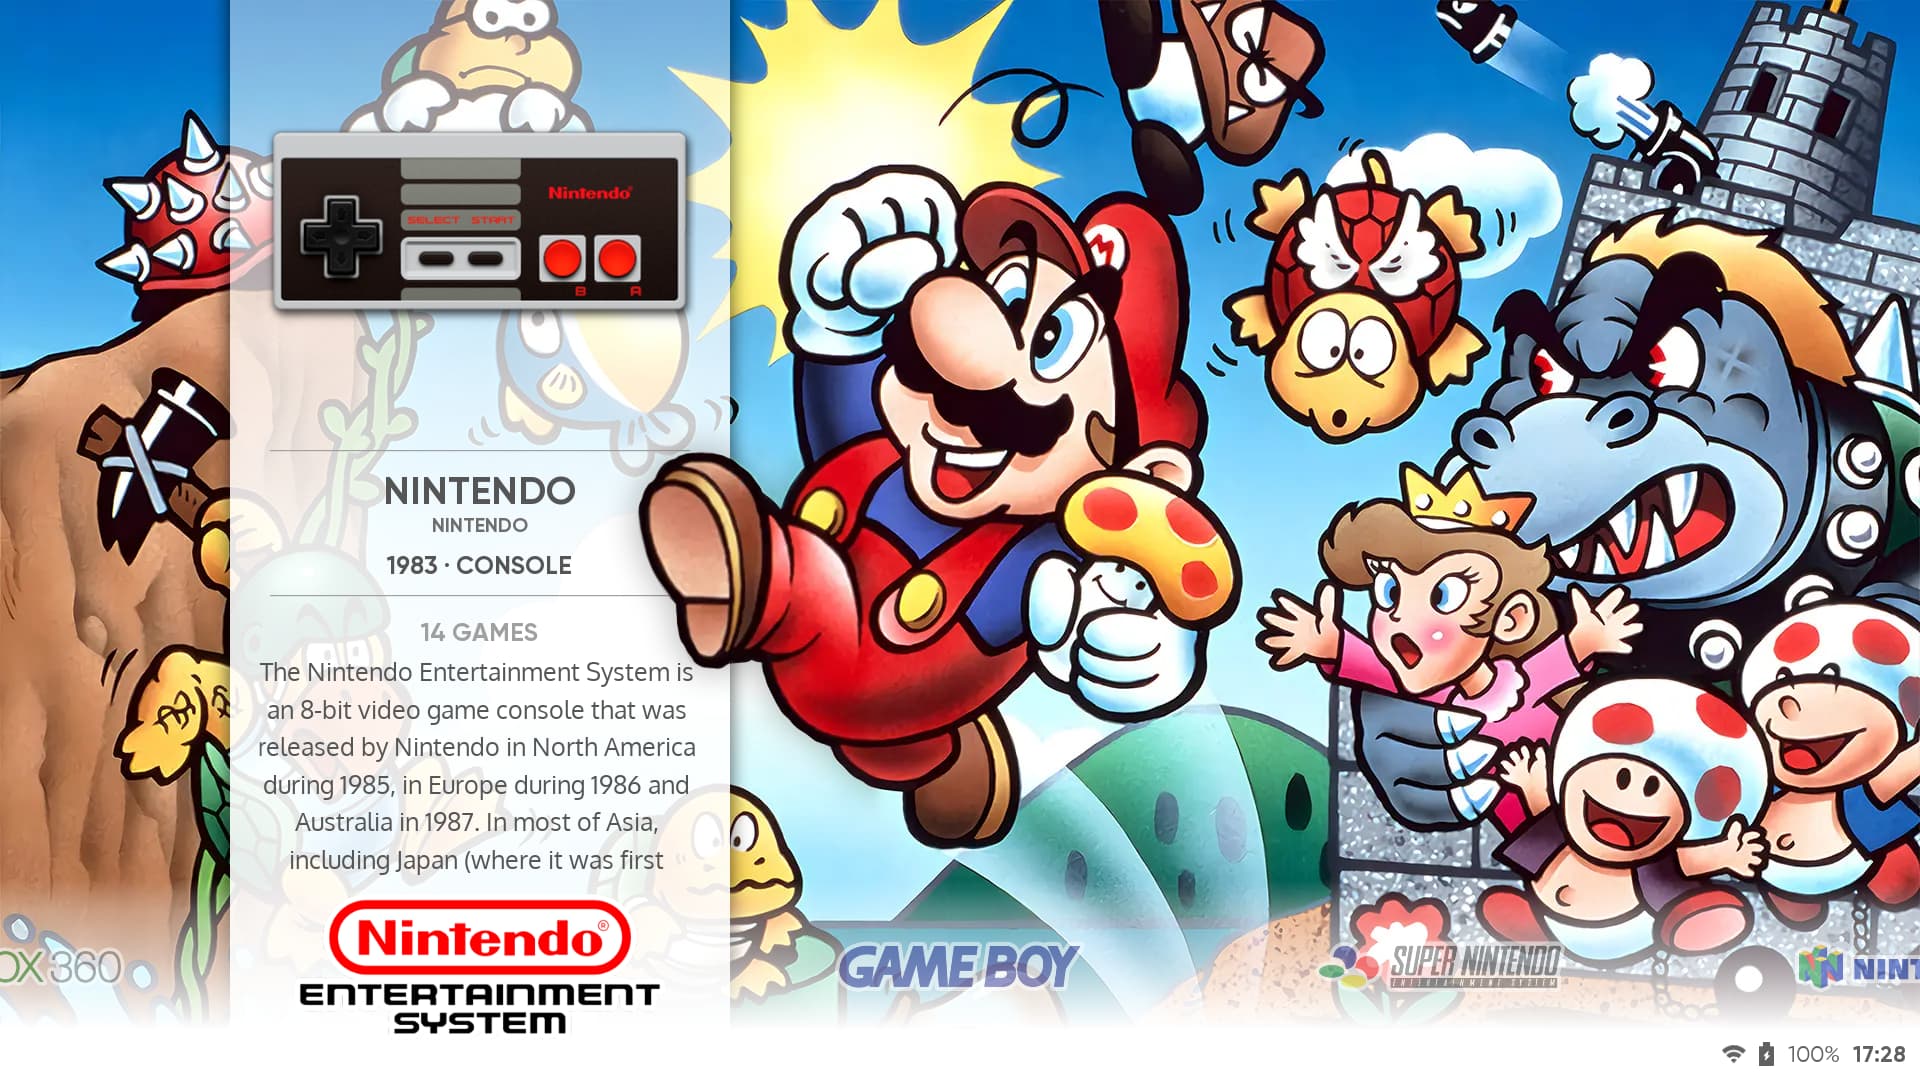 Nintendo®
SELECT START
B A
M
NINTENDO
NINTENDO
1983 · CONSOLE
14 GAMES
The Nintendo Entertainment System is
an 8-bit video game console that was
released by Nintendo in North America
during 1985, in Europe during 1986 and
Australia in 1987. In most of Asia,
including Japan (where it was first
OX 360
Nintendo®
ENTERTAINMENT
SYSTEM
GAME BOY
SUPER NINTENDO
ENTERTAINMENT SYSTEM
NINT
100% 17:28